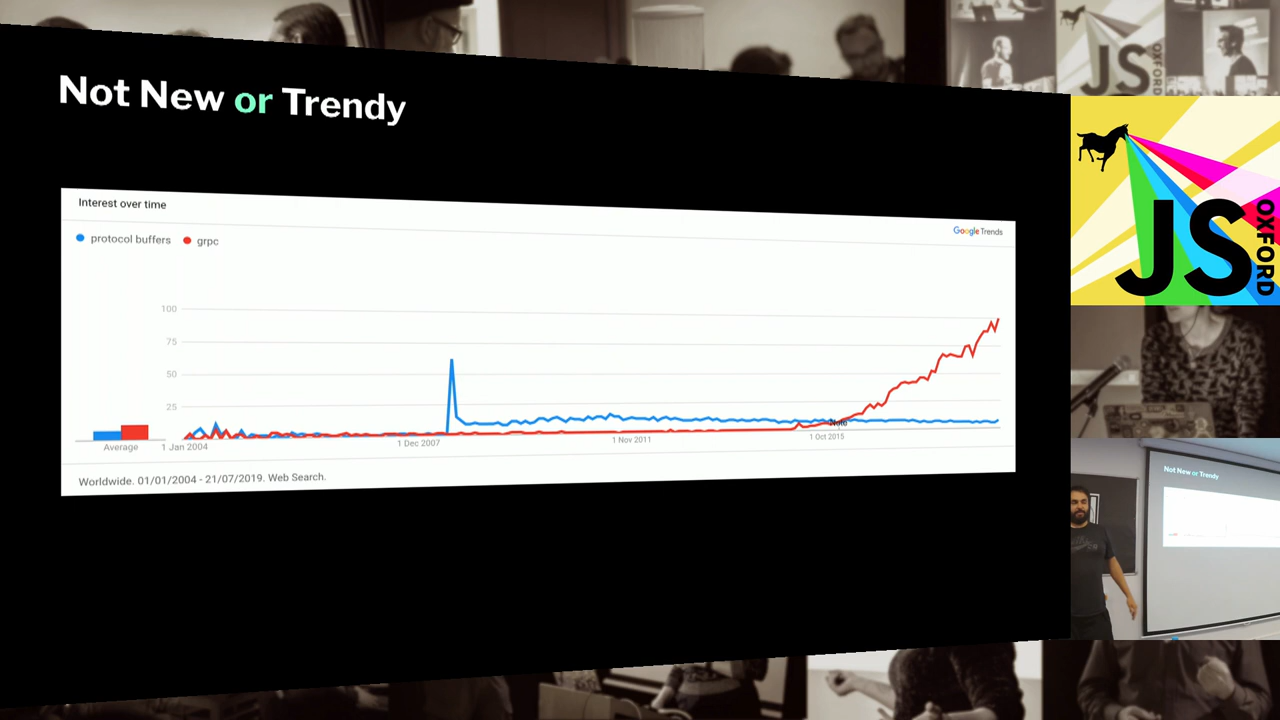 Not New or Trendy
Interest over time
Google Trends
protocol buffers
grpc
100
75
50
25
Note
Average
1 Jan 2004
1 Dec 2007
1 Nov 2011
1 Oct 2015
Worldwide. 01/01/2004 - 21/07/2019. Web Search.
JS
OXFORD
JS
OXFORD
Not New or Trendy